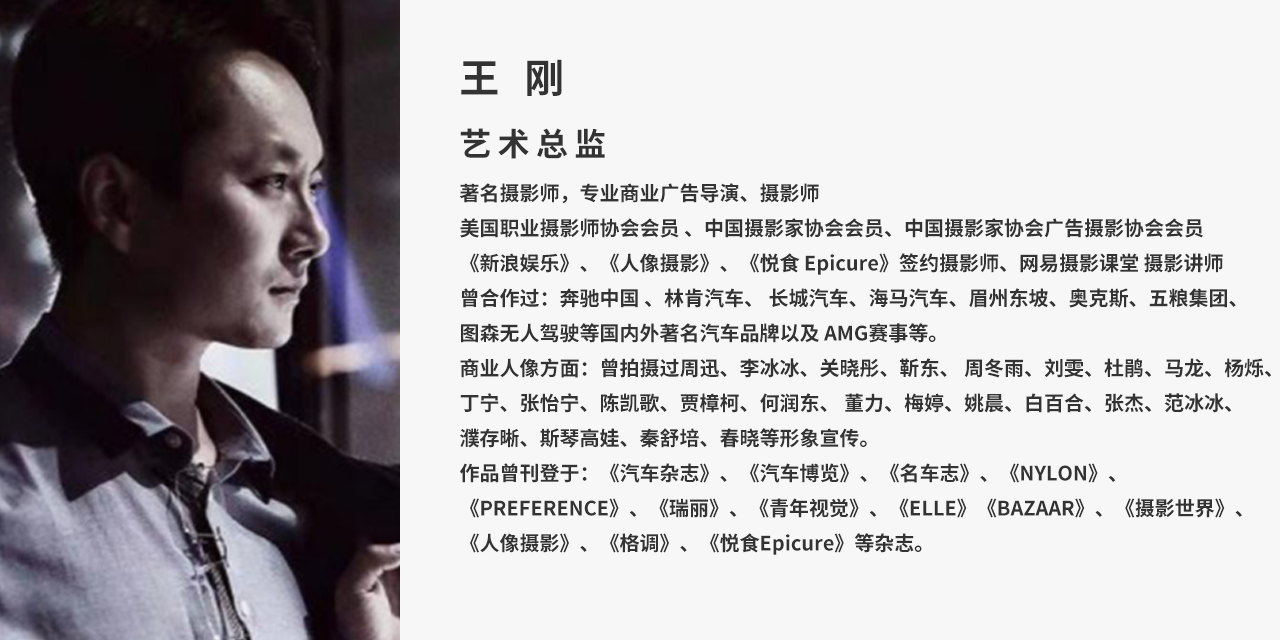 王 刚
艺术总监
著名摄影师，专业商业广告导演、摄影师
美国职业摄影师协会会员 、中国摄影家协会会员、中国摄影家协会广告摄影协会会员
《新浪娱乐》、《人像摄影》、《悦食 Epicure》签约摄影师、网易摄影课堂 摄影讲师
曾合作过：奔驰中国 、林肯汽车、 长城汽车、海马汽车、眉州东坡、奥克斯、五粮集团、
图森无人驾驶等国内外著名汽车品牌以及 AMG赛事等。
商业人像方面：曾拍摄过周迅、李冰冰、关晓彤、靳东、 周冬雨、刘雯、杜鹃、马龙、杨烁、
丁宁、张怡宁、陈凯歌、贾樟柯、何润东、 董力、梅婷、姚晨、白百合、张杰、范冰冰、
濮存晰、斯琴高娃、秦舒培、春晓等形象宣传。
作品曾刊登于：《汽车杂志》、《汽车博览》、《名车志》、《NYLON》、
《PREFERENCE》、《瑞丽》、《青年视觉》、《ELLE》《BAZAAR》、《摄影世界》、
《人像摄影》、《格调》、《悦食Epicure》等杂志。